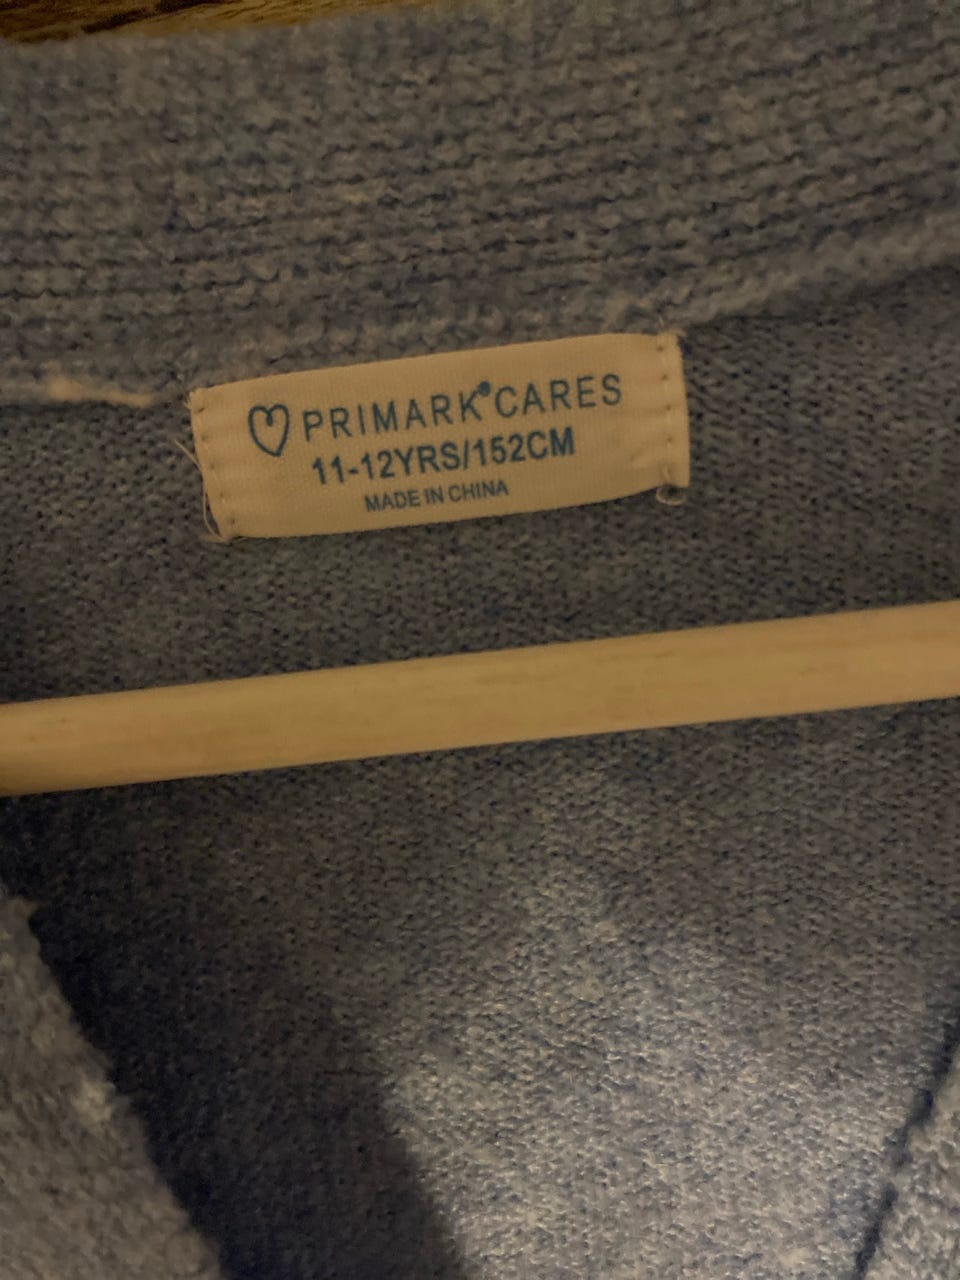 PRIMARK® CARES
11-12YRS/152CM
MADE IN CHINA